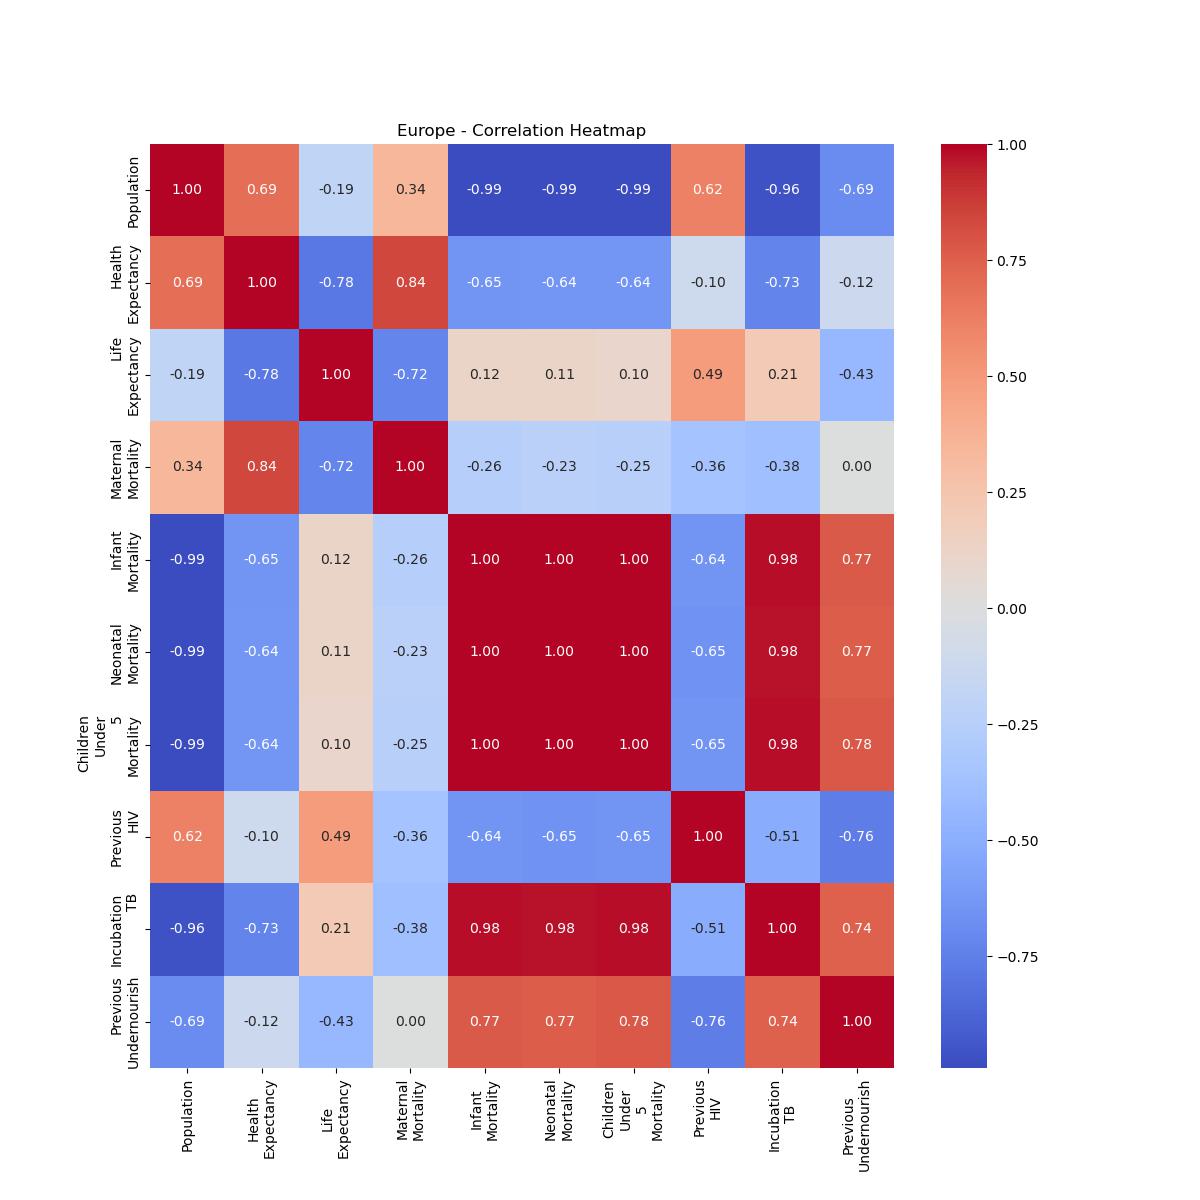 Europe - Correlation Heatmap
Population
1.00 0.69 -0.19 0.34 -0.99 -0.99 -0.99 0.62 -0.96 -0.69
Health
Expectancy
0.69 1.00 -0.78 0.84 -0.65 -0.64 -0.64 -0.10 -0.73 -0.12
Life
Expectancy
-0.19 -0.78 1.00 -0.72 0.12 0.11 0.10 0.49 0.21 -0.43
Maternal
Mortality
0.34 0.84 -0.72 1.00 -0.26 -0.23 -0.25 -0.36 -0.38 0.00
Infant
Mortality
-0.99 -0.65 0.12 -0.26 1.00 1.00 1.00 -0.64 0.98 0.77
Neonatal
Mortality
-0.99 -0.64 0.11 -0.23 1.00 1.00 1.00 -0.65 0.98 0.77
Children
Under
5
Mortality
-0.99 -0.64 0.10 -0.25 1.00 1.00 1.00 -0.65 0.98 0.78
Previous
HIV
0.62 -0.10 0.49 -0.36 -0.64 -0.65 -0.65 1.00 -0.51 -0.76
Incubation
TB
-0.96 -0.73 0.21 -0.38 0.98 0.98 0.98 -0.51 1.00 0.74
Previous
Undernourish
-0.69 -0.12 -0.43 0.00 0.77 0.77 0.78 -0.76 0.74 1.00
Population
Health
Expectancy
Life
Expectancy
Maternal
Mortality
Infant
Mortality
Neonatal
Mortality
Children
Under
5
Mortality
Previous
HIV
Incubation
TB
Previous
Undernourish
1.00
0.75
0.50
0.25
0.00
−0.25
−0.50
−0.75